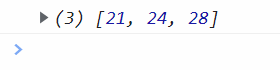 (3) [21, 24, 28]